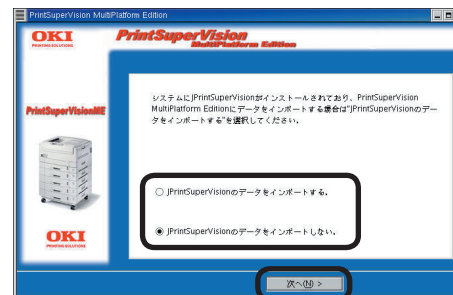 PrintSuperVision MultiPlatform Edition
OKI
PRINTING SOLUTIONS
PrintSuperVision
MultiPlatform Edition
システムにJPrintSuperVisionがインストールされており、PrintSuperVision
MultiPlatform Editionにデータをインポートする場合は"JPrintSuperVisionのデー
タをインポートする"を選択してください。
PrintSuperVisionME
JPrintSuperVisionのデータをインポートする。
JPrintSuperVisionのデータをインポートしない。
OKI
PRINTING SOLUTIONS
次へ(N) >